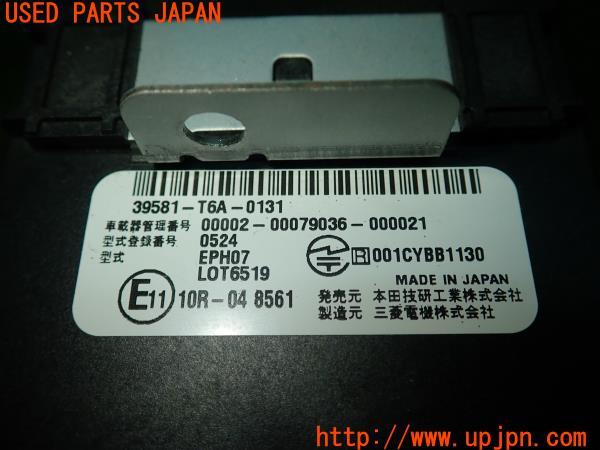 USED PARTS JAPAN
39581-T6A-0131
車載器管理番号 00002-00079036-000021
型式登録番号 0524
型式 EPH07
LOT6519
R 001CYBB1130
MADE IN JAPAN
E11 10R-04 8561
発売元 本田技研工業株式会社
製造元 三菱電機株式会社
UPJ
www.upjpn.com